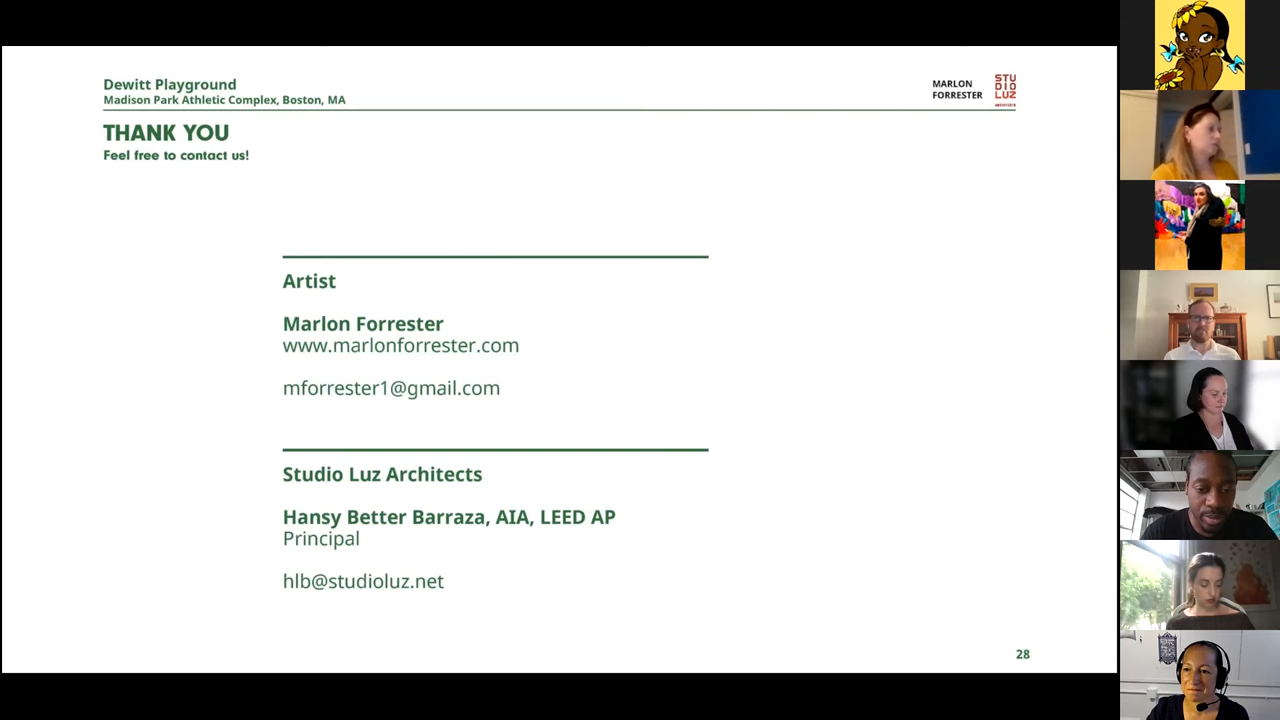 Dewitt Playground
Madison Park Athletic Complex, Boston, MA
MARLON
FORRESTER
STU
DIO
LUZ
ARCHITECTS
THANK YOU
Feel free to contact us!
Artist
Marlon Forrester
www.marlonforrester.com
mforrester1@gmail.com
Studio Luz Architects
Hansy Better Barraza, AIA, LEED AP
Principal
hlb@studioluz.net
28